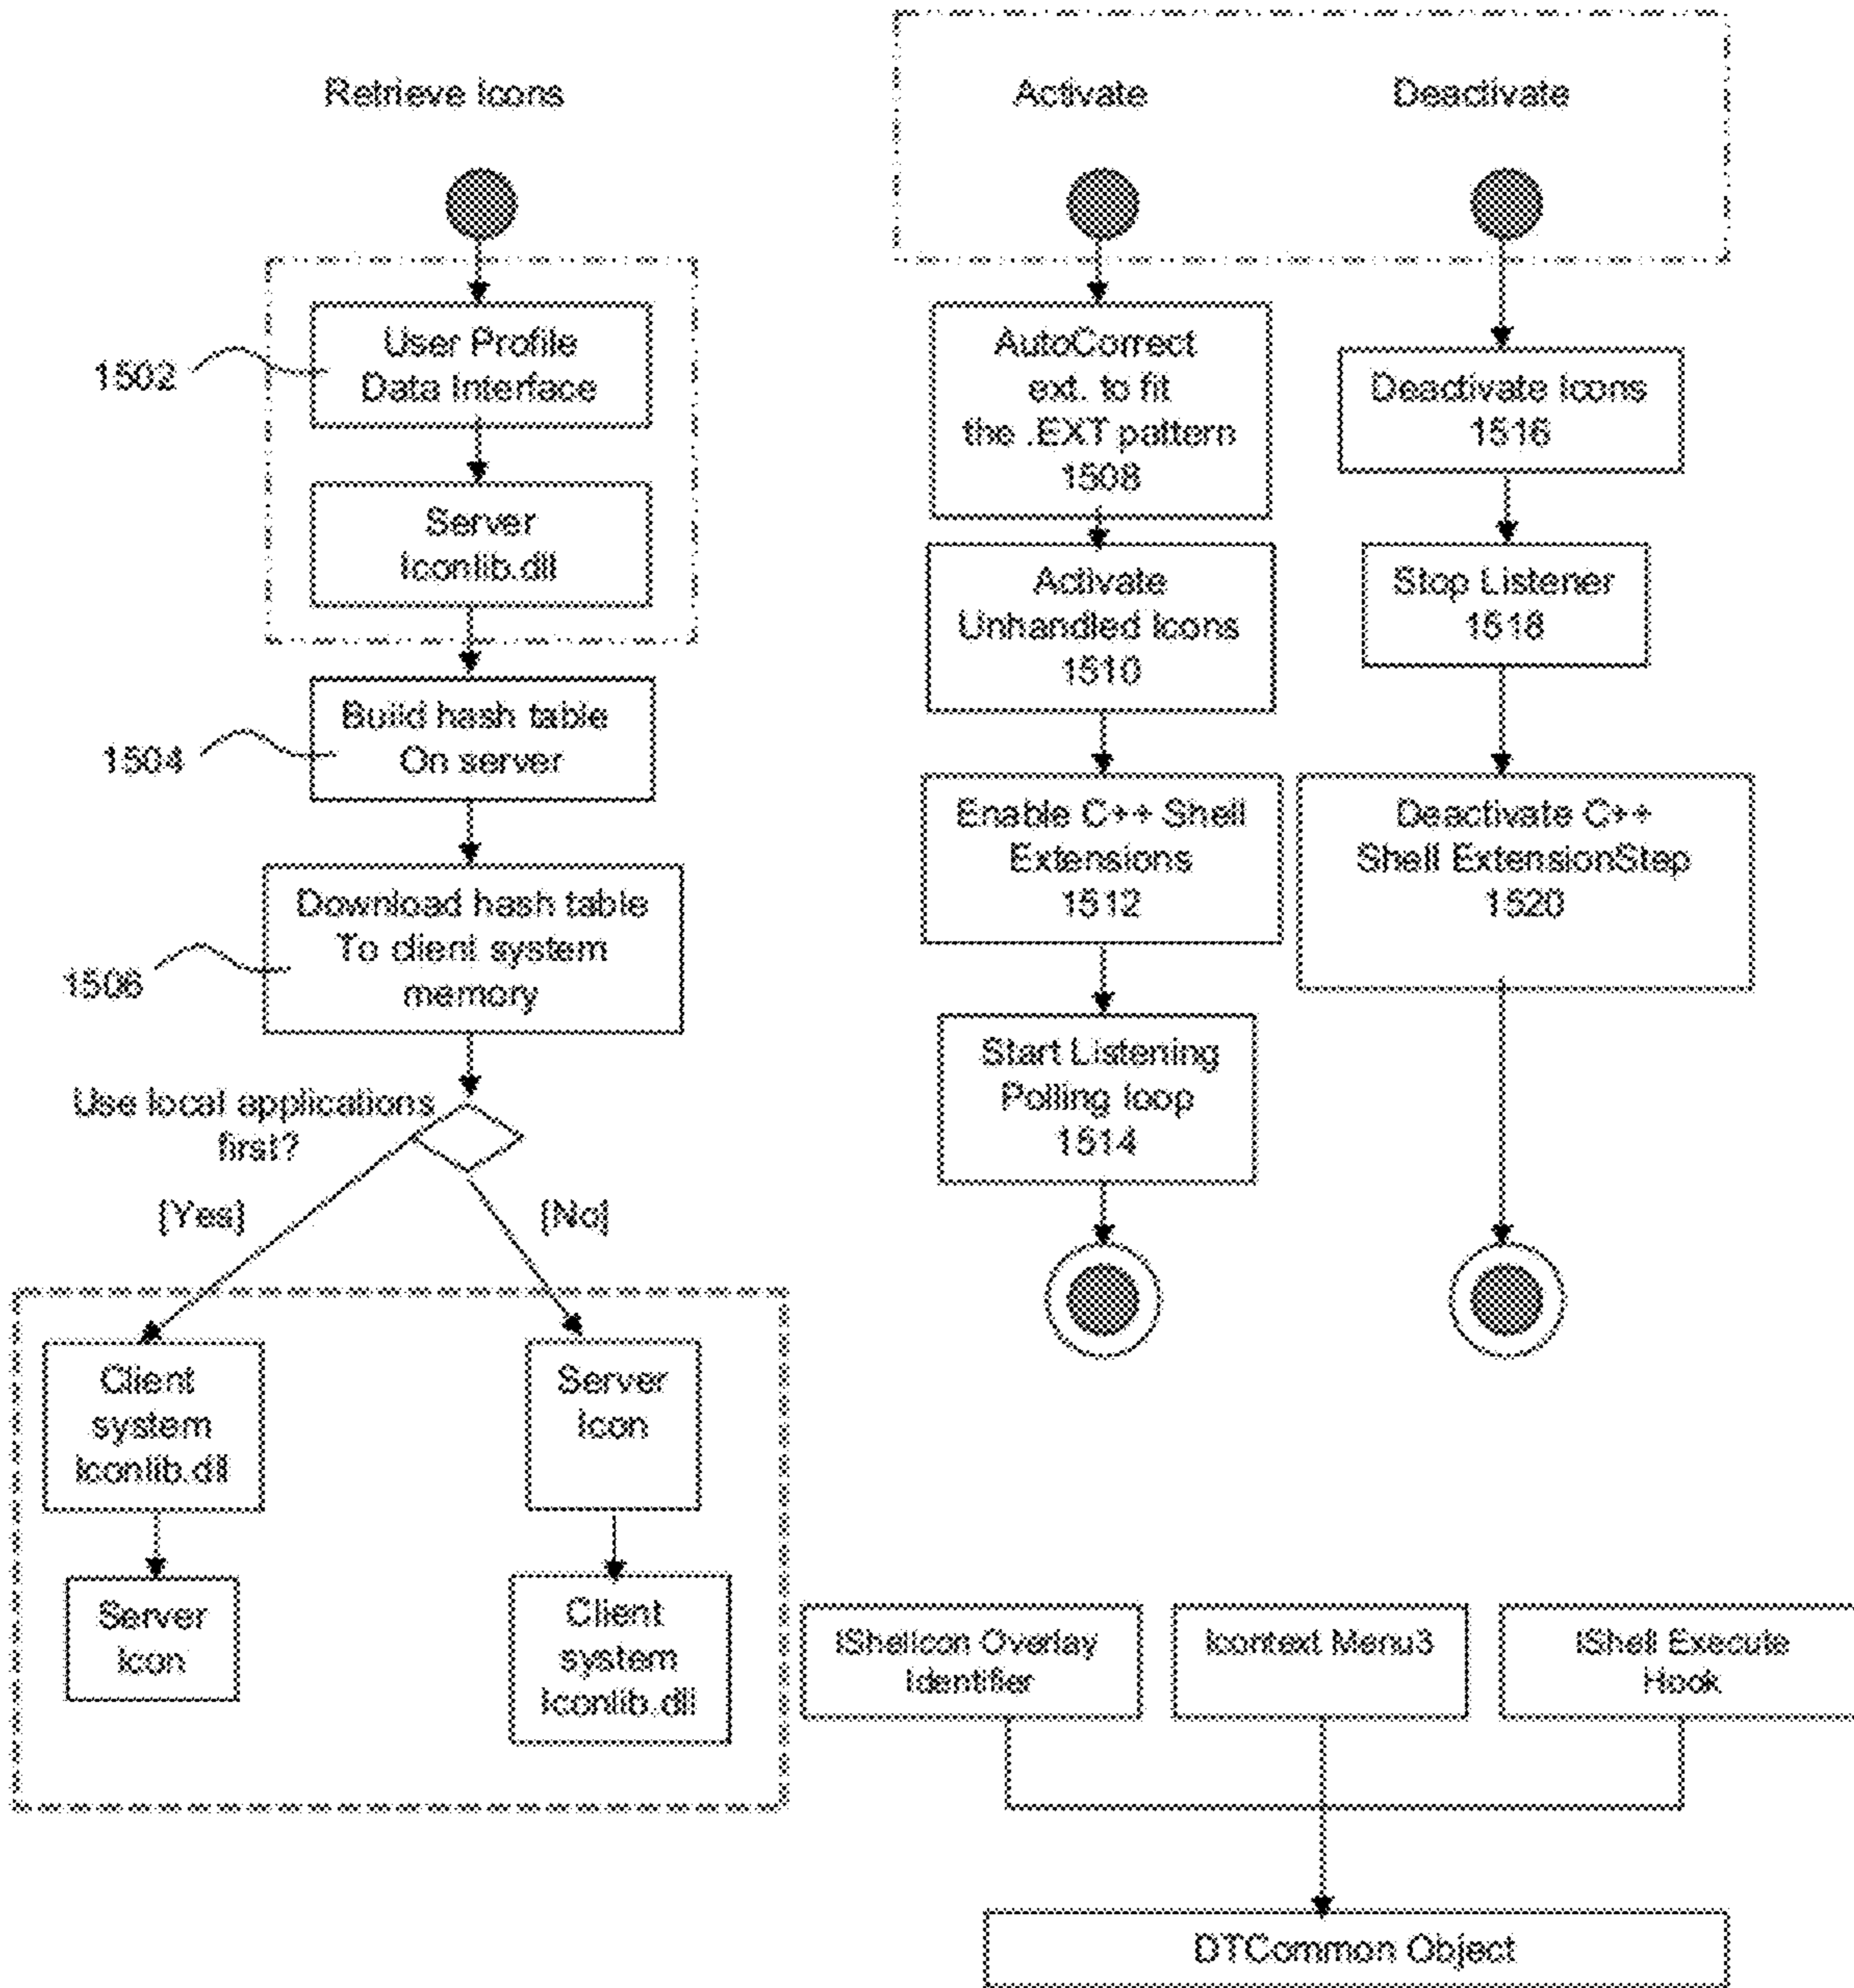 Retrieve Icons
User Profile
Data Interface
1502
Server
Iconlib.dll
Build hash table
On server
1504
Download hash table
To client system
memory
1506
Use local applications
first?
[Yes]
[No]
Client
system
Iconlib.dll
Server
Icon
Server
Icon
Client
system
Iconlib.dll
Activate
AutoCorrect
ext. to fit
the .EXT pattern
1508
Activate
Unhandled Icons
1510
Enable C++ Shell
Extensions
1512
Start Listening
Polling loop
1514
Deactivate
Deactivate Icons
1516
Stop Listener
1518
Deactivate C++
Shell ExtensionStep
1520
IShellIcon Overlay
Identifier
Icontext Menu3
IShell Execute
Hook
DTCommon Object